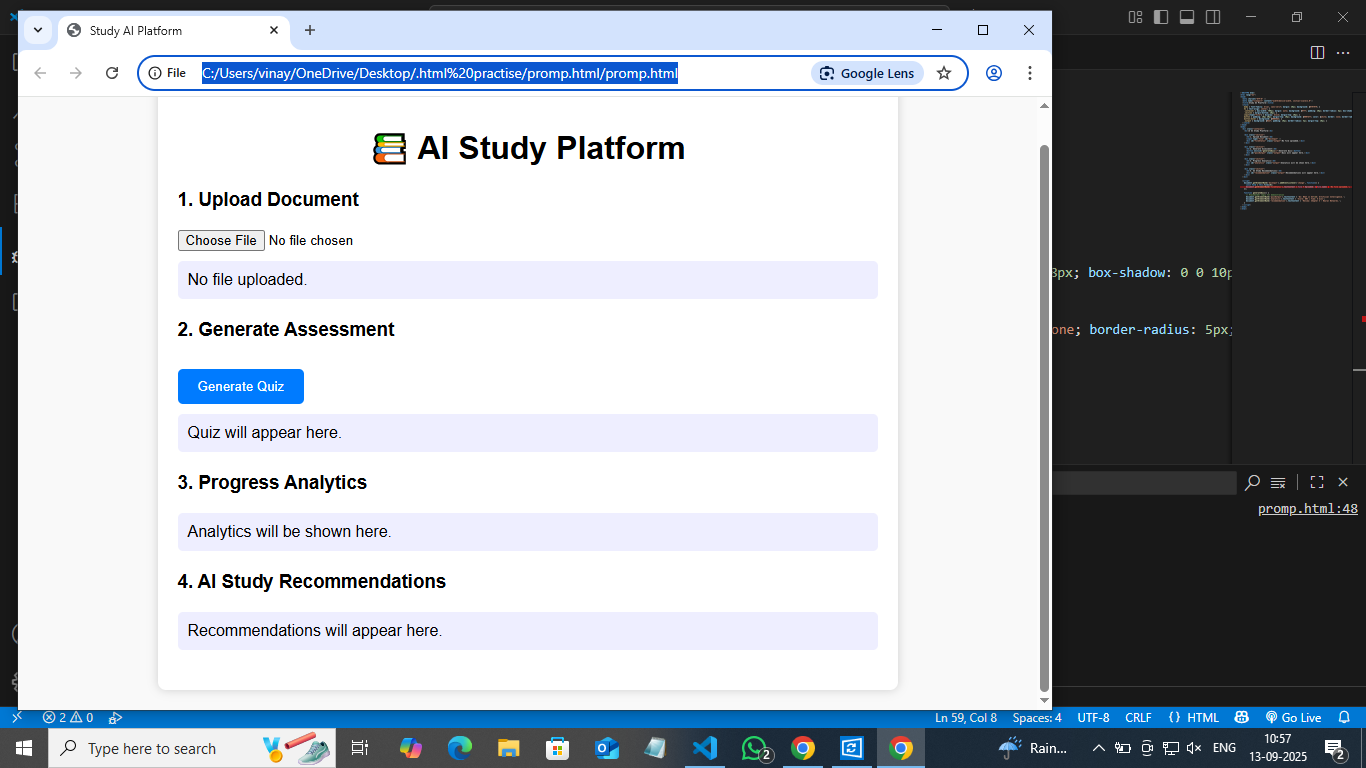 Study AI Platform
File
C:/Users/vinay/OneDrive/Desktop/.html%20practise/promp.html/promp.html
Google Lens
📚 AI Study Platform
1. Upload Document
Choose File No file chosen
No file uploaded.
2. Generate Assessment
Generate Quiz
Quiz will appear here.
3. Progress Analytics
Analytics will be shown here.
4. AI Study Recommendations
Recommendations will appear here.
px; box-shadow: 0 0 10p
one; border-radius: 5px;
promp.html:48
2 0
Ln 59, Col 8 Spaces: 4 UTF-8 CRLF {} HTML Go Live
Type here to search
2
Rain...
ENG
10:57
13-09-2025
2